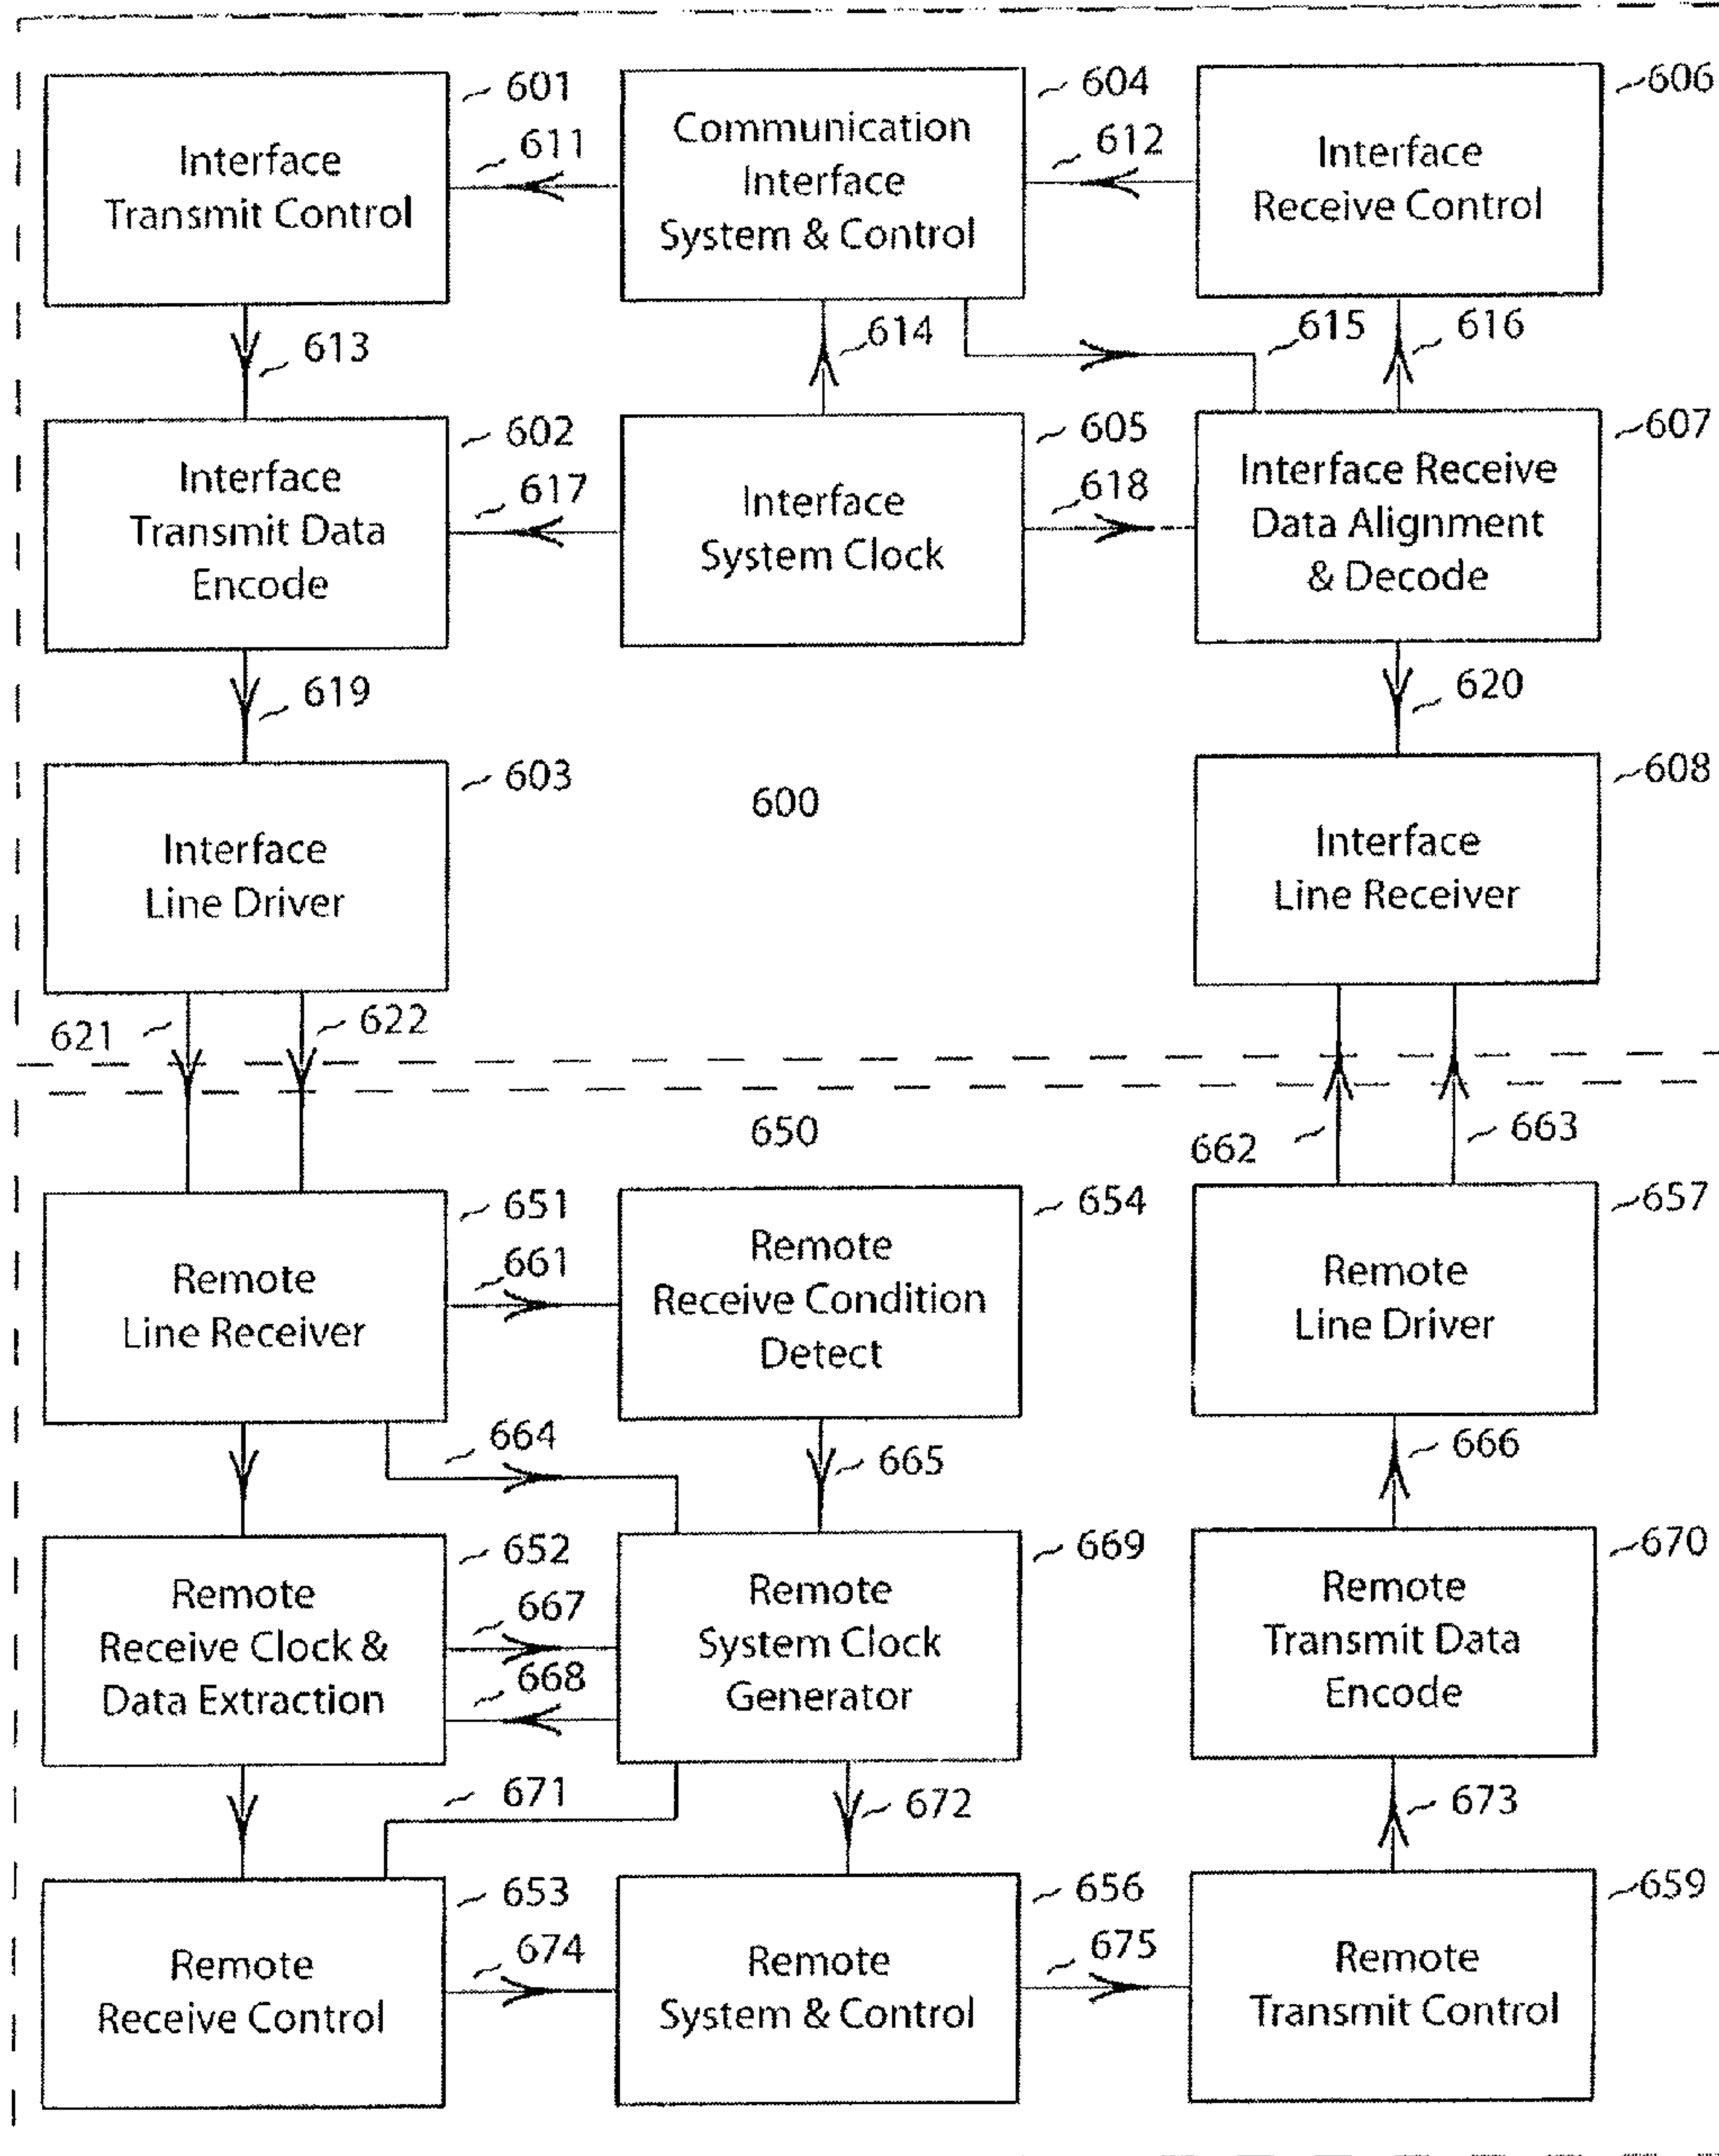 601
Interface
Transmit Control
611
604
Communication
Interface
System & Control
612
606
Interface
Receive Control
613
614
615
616
602
Interface
Transmit Data
Encode
617
605
Interface
System Clock
618
607
Interface Receive
Data Alignment
& Decode
619
620
603
Interface
Line Driver
600
608
Interface
Line Receiver
621
622
650
662
663
651
Remote
Line Receiver
661
654
Remote
Receive Condition
Detect
657
Remote
Line Driver
664
665
666
652
Remote
Receive Clock &
Data Extraction
667
668
669
Remote
System Clock
Generator
670
Remote
Transmit Data
Encode
671
672
673
653
Remote
Receive Control
674
656
Remote
System & Control
675
659
Remote
Transmit Control